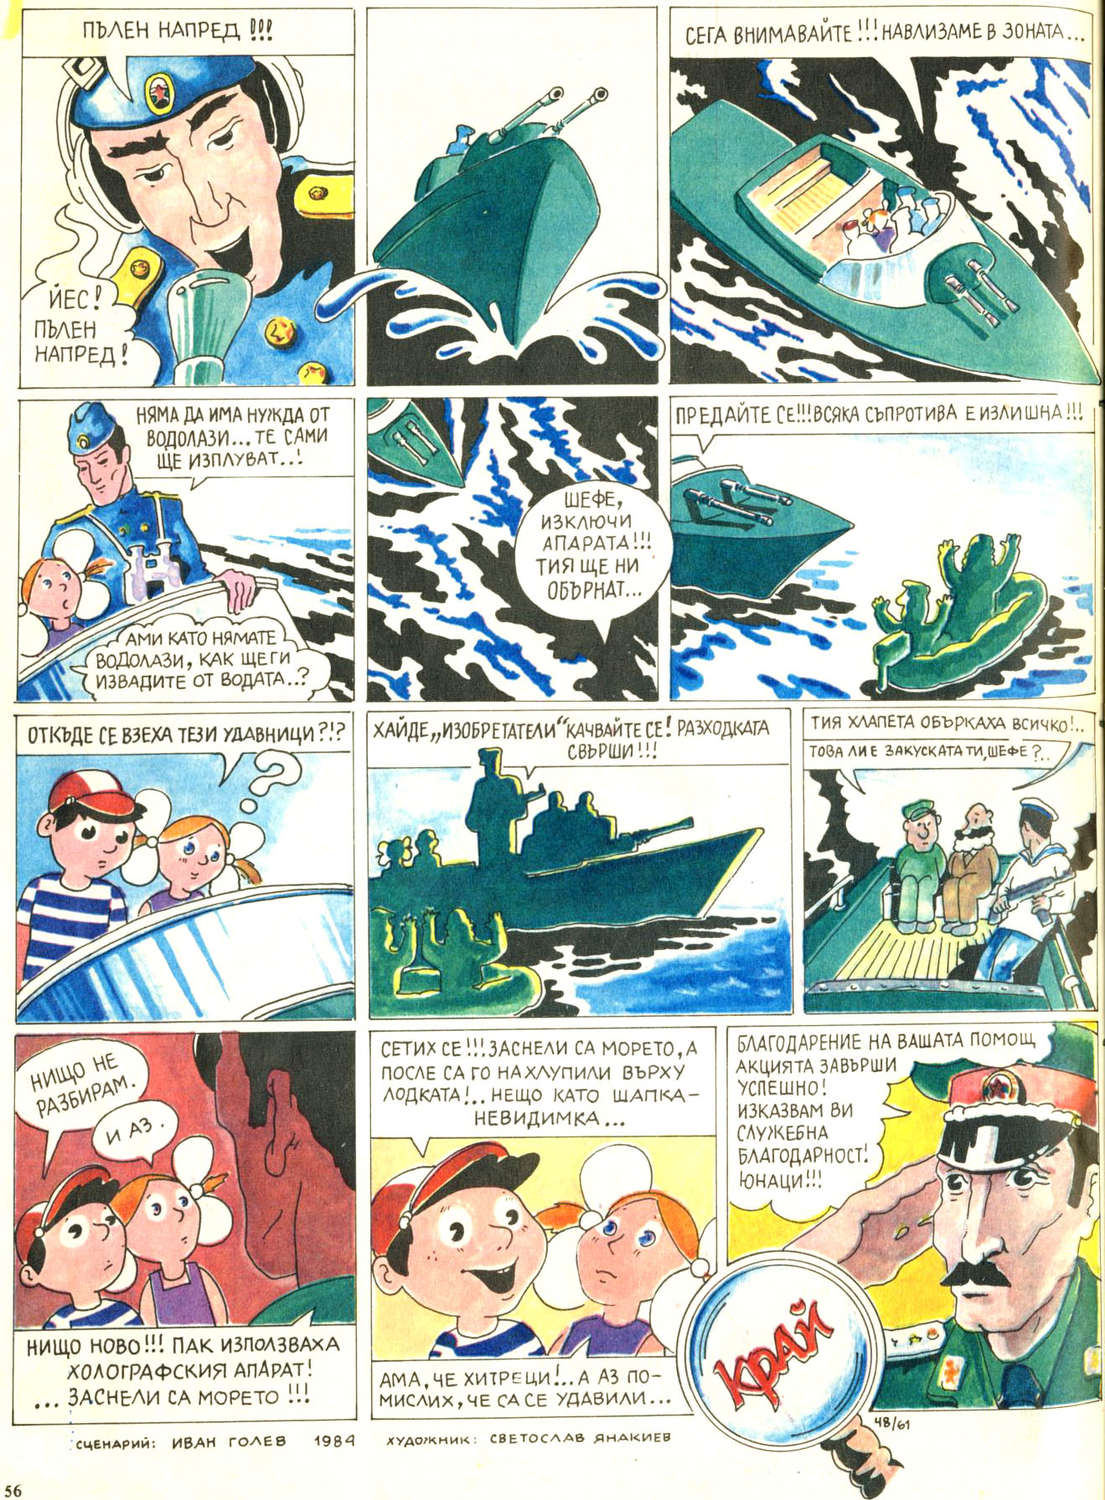 ПЪЛЕН НАПРЕД!!!
ЙЕС!
ПЪЛЕН
НАПРЕД!
СЕГА ВНИМАВАЙТЕ!!! НАВЛИЗАМЕ В ЗОНАТА...
НЯМА ДА ИМА НУЖДА ОТ
ВОДОЛАЗИ... ТЕ САМИ
ЩЕ ИЗПЛУВАТ..!
АМИ КАТО НЯМАТЕ
ВОДОЛАЗИ, КАК ЩЕ ГИ
ИЗВАДИТЕ ОТ ВОДАТА..?
ШЕФЕ,
ИЗКЛЮЧИ
АПАРАТА!!!
ТИЯ ЩЕ НИ
ОБЪРНАТ...
ПРЕДАЙТЕ СЕ!!! ВСЯКА СЪПРОТИВА Е ИЗЛИШНА!!!
ОТКЪДЕ СЕ ВЗЕХА ТЕЗИ УДАВНИЦИ?!?
?
ХАЙДЕ „ИЗОБРЕТАТЕЛИ“ КАЧВАЙТЕ СЕ! РАЗХОДКАТА
СВЪРШИ!!!
ТИЯ ХЛАПЕТА ОБЪРКАХА ВСИЧКО!..
ТОВА ЛИ Е ЗАКУСКАТА ТИ, ШЕФЕ?..
НИЩО НЕ
РАЗБИРАМ.
И АЗ.
НИЩО НОВО!!! ПАК ИЗПОЛЗВАХА
ХОЛОГРАФСКИЯ АПАРАТ!
... ЗАСНЕЛИ СА МОРЕТО!!!
СЕТИХ СЕ!!! ЗАСНЕЛИ СА МОРЕТО, А
ПОСЛЕ СА ГО НАХЛУПИЛИ ВЪРХУ
ЛОДКАТА!.. НЕЩО КАТО ШАПКА-
НЕВИДИМКА...
АМА, ЧЕ ХИТРЕЦИ!.. А АЗ ПО-
МИСЛИХ, ЧЕ СА СЕ УДАВИЛИ...
БЛАГОДАРЕНИЕ НА ВАШАТА ПОМОЩ
АКЦИЯТА ЗАВЪРШИ
УСПЕШНО!
ИЗКАЗВАМ ВИ
СЛУЖЕБНА
БЛАГОДАРНОСТ!
ЮНАЦИ!!!
КРАЙ
48/61
СЦЕНАРИЙ: ИВАН ГОЛЕВ 1984 ХУДОЖНИК: СВЕТОСЛАВ ЯНАКИЕВ
56